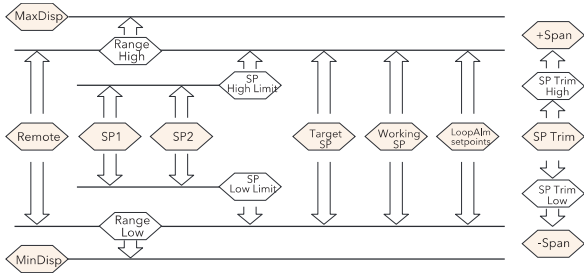 MaxDisp
Range
High
+Span
SP
High Limit
SP Trim
High
Remote
SP1
SP2
Target
SP
Working
SP
LoopAlm
setpoints
SP Trim
SP
Low Limit
SP Trim
Low
Range
Low
-Span
MinDisp